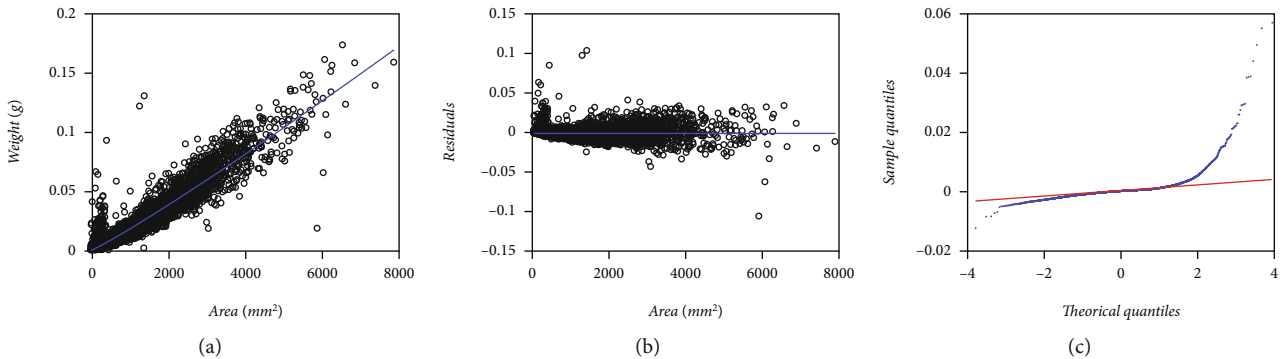 0.2
0.15
0.1
0.05
0
Weight (g)
0 2000 4000 6000 8000
Area (mm²)
(a)
0.15
0.1
0.05
0
−0.05
−0.1
−0.15
Residuals
0 2000 4000 6000 8000
Area (mm²)
(b)
0.06
0.04
0.02
0
−0.02
Sample quantiles
−4 −2 0 2 4
Theorical quantiles
(c)